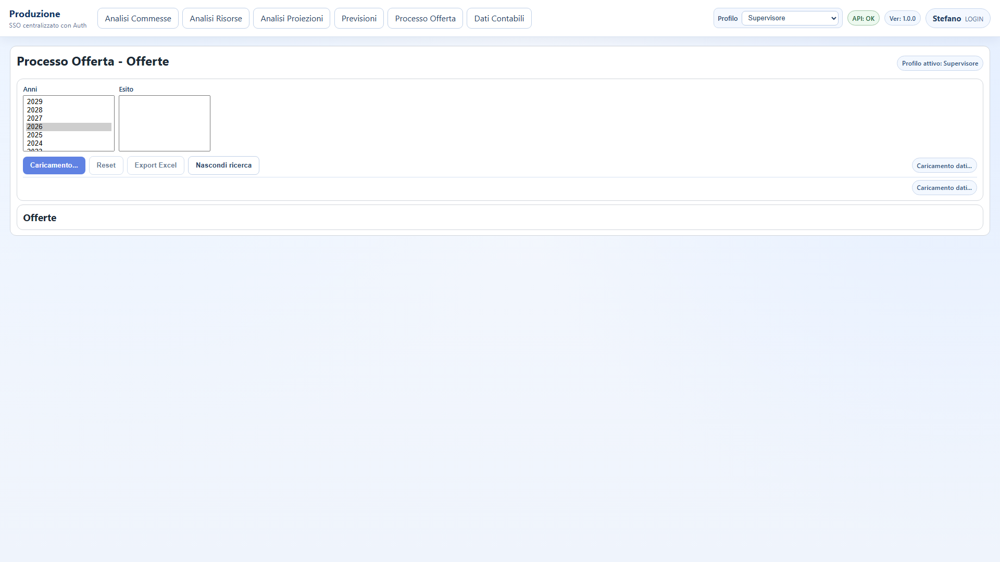 Produzione
SSO centralizzato con Auth
Analisi Commesse
Analisi Risorse
Analisi Proiezioni
Previsioni
Processo Offerta
Dati Contabili
Profilo
Supervisore
API: OK
Ver: 1.0.0
Stefano LOGIN
Processo Offerta - Offerte
Profilo attivo: Supervisore
Anni
Esito
2029
2028
2027
2026
2025
2024
Caricamento...
Reset
Export Excel
Nascondi ricerca
Caricamento dati...
Caricamento dati...
Offerte